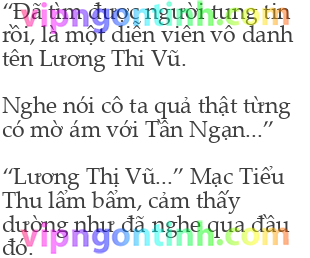 vipngontinh.com
“Đã tìm được người tung tin
rồi, là một diễn viên vô danh
tên Lương Thi Vũ.
Nghe nói cô ta quả thật từng
có mờ ám với Tần Ngạn...”
“Lương Thị Vũ...” Mạc Tiểu
Thu lẩm bẩm, cảm thấy
dường như đã nghe qua đâu
vipngontinh.com
đó.